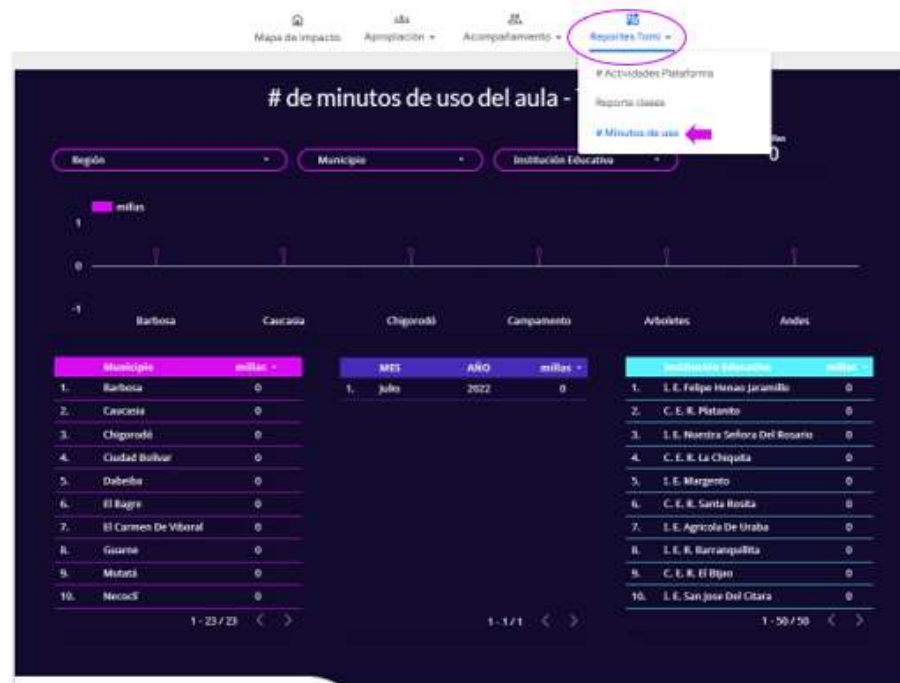 Mapa de impacto Apropiación Acompañamiento Reportes Tomi
# Actividades Plataforma
Reporte clases
# Minutos de uso
# de minutos de uso del aula -
0
Región Municipio Institución Educativa
millas
1
0
-1
Barbosa Caucasia Chigorodó Campamento Arboletes Andes
Municipio millas
1. Barbosa 0
2. Caucasia 0
3. Chigorodó 0
4. Ciudad Bolívar 0
5. Dabeiba 0
6. El Bagre 0
7. El Carmen De Viboral 0
8. Guarne 0
9. Mutatá 0
10. Necoclí 0
1 - 23 / 23
MES AÑO millas
1. julio 2022 0
1 - 1 / 1
Institución Educativa millas
1. I. E. Felipe Henao Jaramillo 0
2. C. E. R. Platanito 0
3. I. E. Nuestra Señora Del Rosario 0
4. C. E. R. La Chiquita 0
5. I. E. Margento 0
6. C. E. R. Santa Rosita 0
7. I. E. Agricola De Uraba 0
8. I. E. R. Barranquillita 0
9. C. E. R. El Bijao 0
10. I. E. San Jose Del Citara 0
1 - 50 / 50